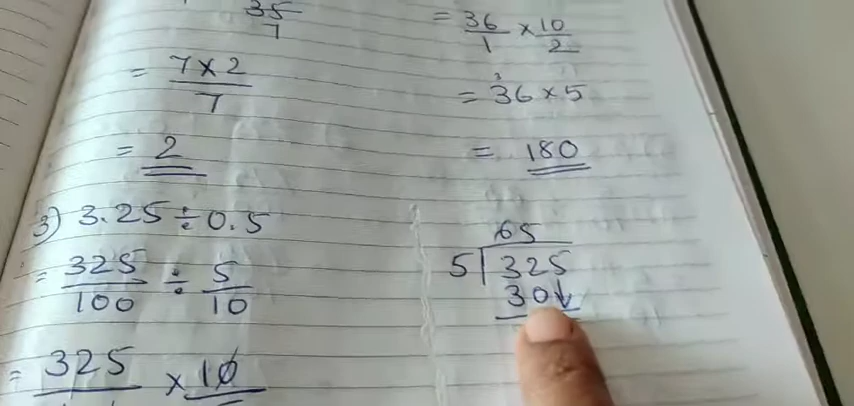 35
7
= 7 x 2
7
= 2
3) 3.25 ÷ 0.5
= 325 ÷ 5
100 10
= 325 x 10
= 36 x 10
1 2
= 36 x 5
= 180
65
5 325
30↓